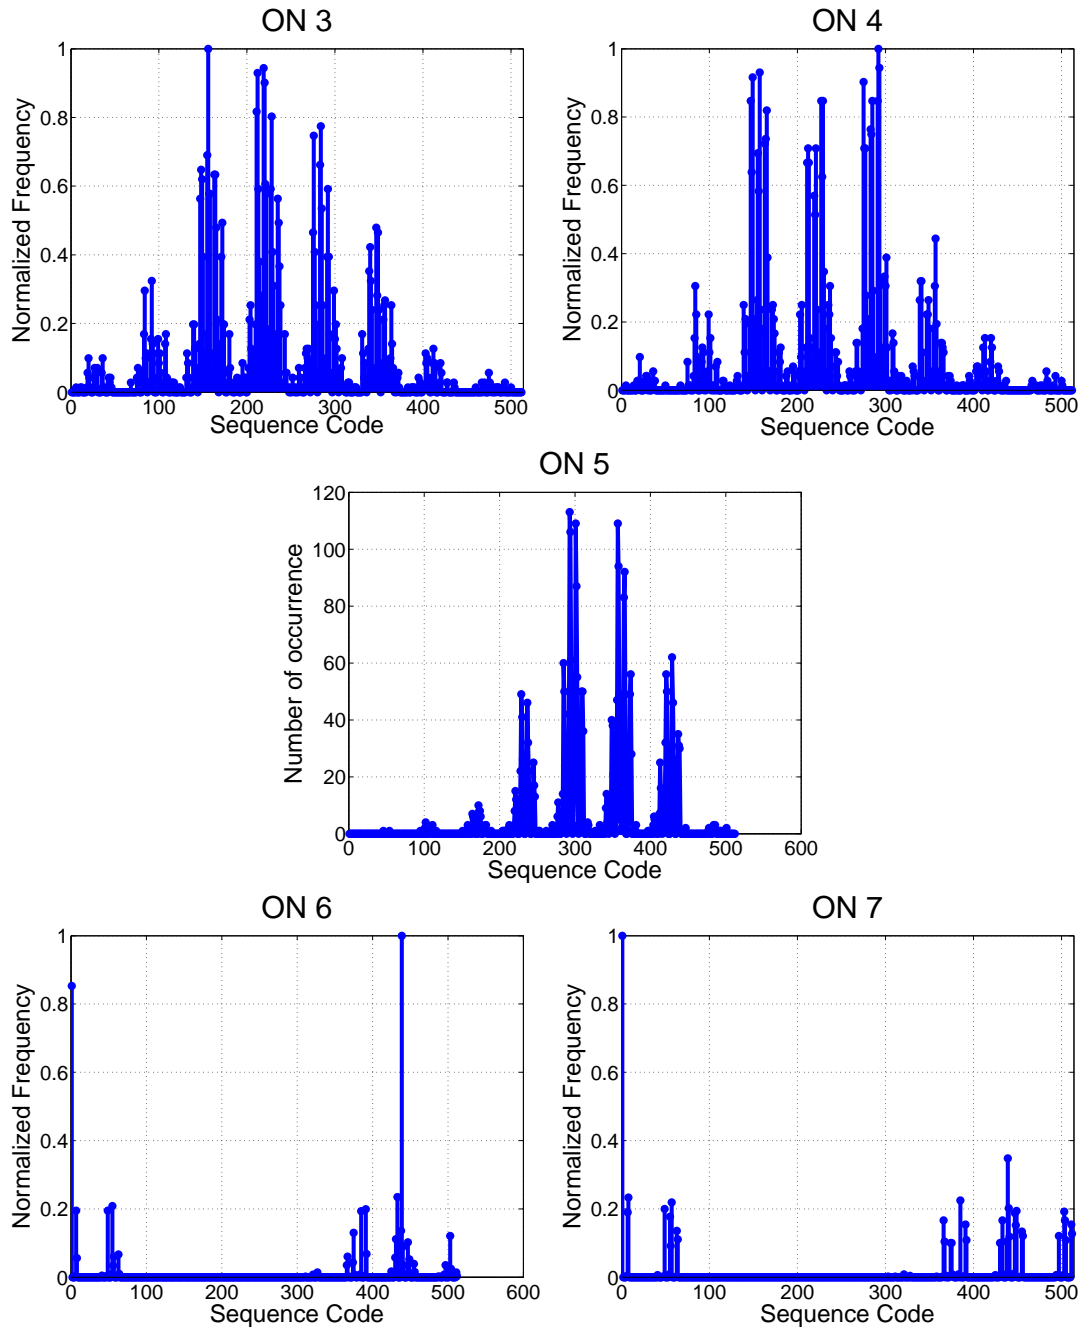 ON 3
Normalized Frequency
1
0.8
0.6
0.4
0.2
0
0 100 200 300 400 500
Sequence Code
ON 4
Normalized Frequency
1
0.8
0.6
0.4
0.2
0
0 100 200 300 400 500
Sequence Code
ON 5
Number of occurrence
120
100
80
60
40
20
0
0 100 200 300 400 500 600
Sequence Code
ON 6
Normalized Frequency
1
0.8
0.6
0.4
0.2
0
0 100 200 300 400 500 600
Sequence Code
ON 7
Normalized Frequency
1
0.8
0.6
0.4
0.2
0
0 100 200 300 400 500
Sequence Code